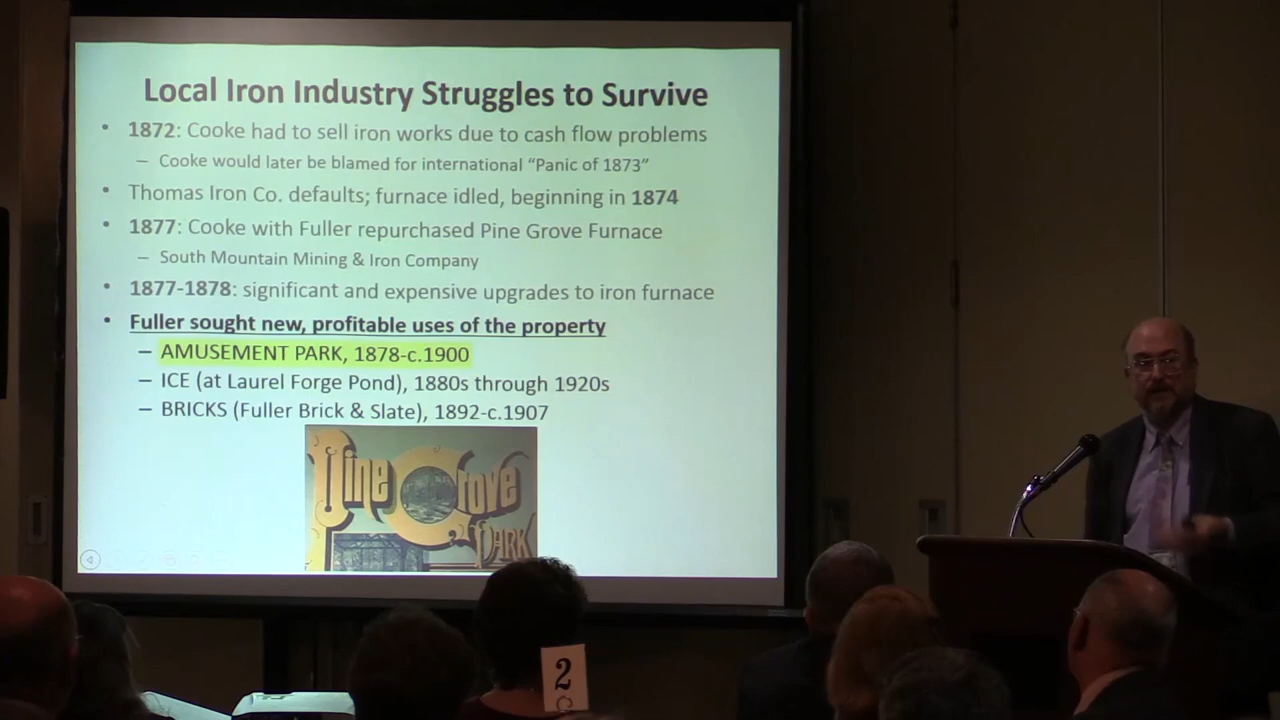 Local Iron Industry Struggles to Survive
• 1872: Cooke had to sell iron works due to cash flow problems
– Cooke would later be blamed for international “Panic of 1873”
• Thomas Iron Co. defaults; furnace idled, beginning in 1874
• 1877: Cooke with Fuller repurchased Pine Grove Furnace
– South Mountain Mining & Iron Company
• 1877-1878: significant and expensive upgrades to iron furnace
• Fuller sought new, profitable uses of the property
– AMUSEMENT PARK, 1878-c.1900
– ICE (at Laurel Forge Pond), 1880s through 1920s
– BRICKS (Fuller Brick & Slate), 1892-c.1907
Pine Grove
PARK
2